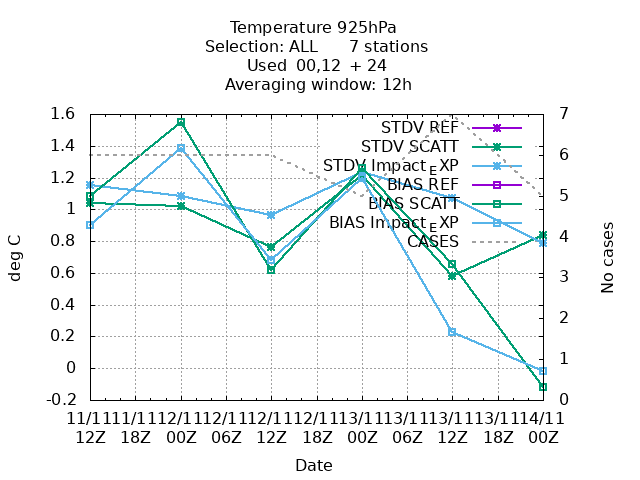 Temperature 925hPa
Selection: ALL 7 stations
Used 00,12 + 24
Averaging window: 12h
STDV REF
STDV SCATT
STDV ImpactEXP
BIAS REF
BIAS SCATT
BIAS ImpactEXP
CASES
1.6
1.4
1.2
1
0.8
0.6
0.4
0.2
0
-0.2
deg C
7
6
5
4
3
2
1
0
No cases
11/11 11/11 12/11 12/11 12/11 12/11 13/11 13/11 13/11 13/11 14/11
12Z 18Z 00Z 06Z 12Z 18Z 00Z 06Z 12Z 18Z 00Z
Date